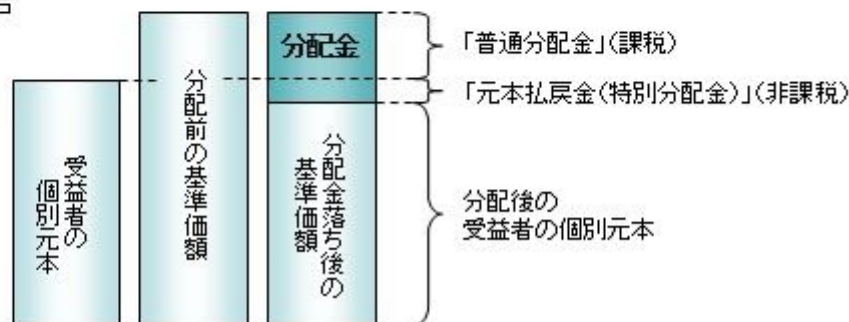 分配金
「普通分配金」(課税)
「元本払戻金(特別分配金)」(非課税)
受益者の
個別元本
分配前の基準価額
分配金落ち後の
基準価額
分配後の
受益者の個別元本